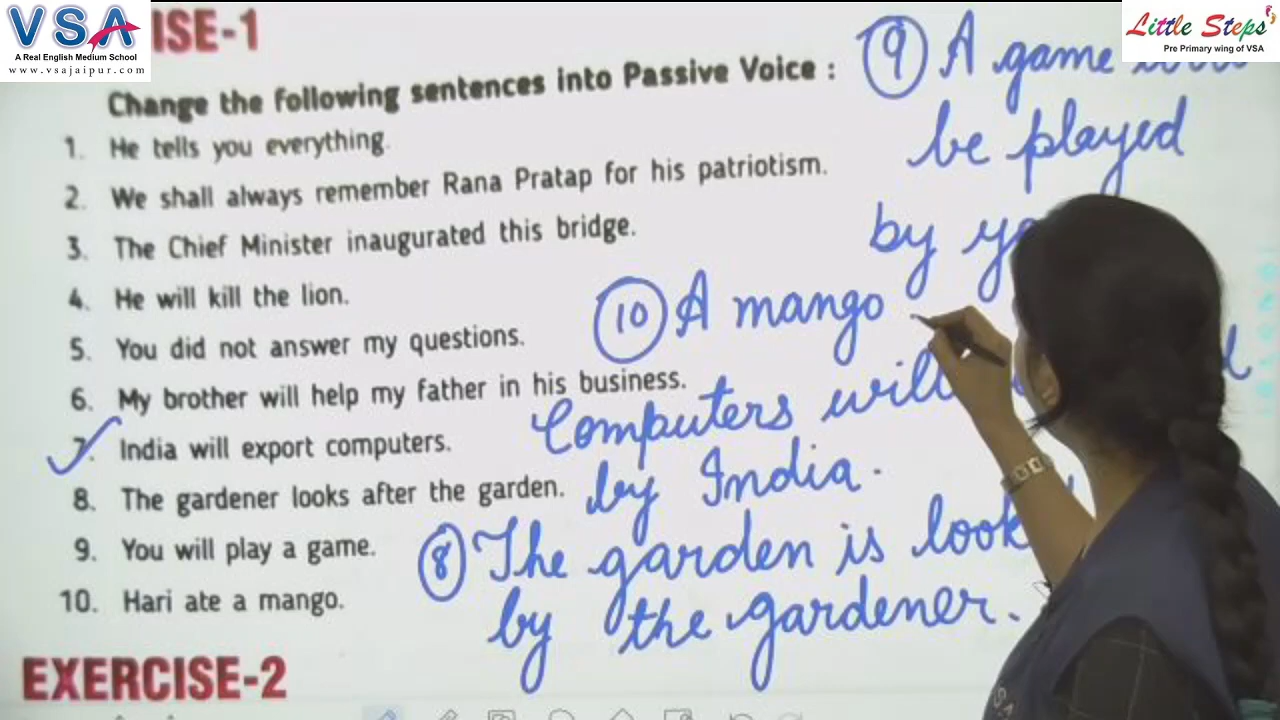 VSA
A Real English Medium School
www.vsajaipur.com
Little Steps
Pre Primary wing of VSA
ISE-1
Change the following sentences into Passive Voice :
1. He tells you everything.
2. We shall always remember Rana Pratap for his patriotism.
3. The Chief Minister inaugurated this bridge.
4. He will kill the lion.
5. You did not answer my questions.
6. My brother will help my father in his business.
7. India will export computers.
8. The gardener looks after the garden.
9. You will play a game.
10. Hari ate a mango.
EXERCISE-2
9 A game
be played
by
10 A mango
Computers will
by India.
8 The garden is
by the gardener.